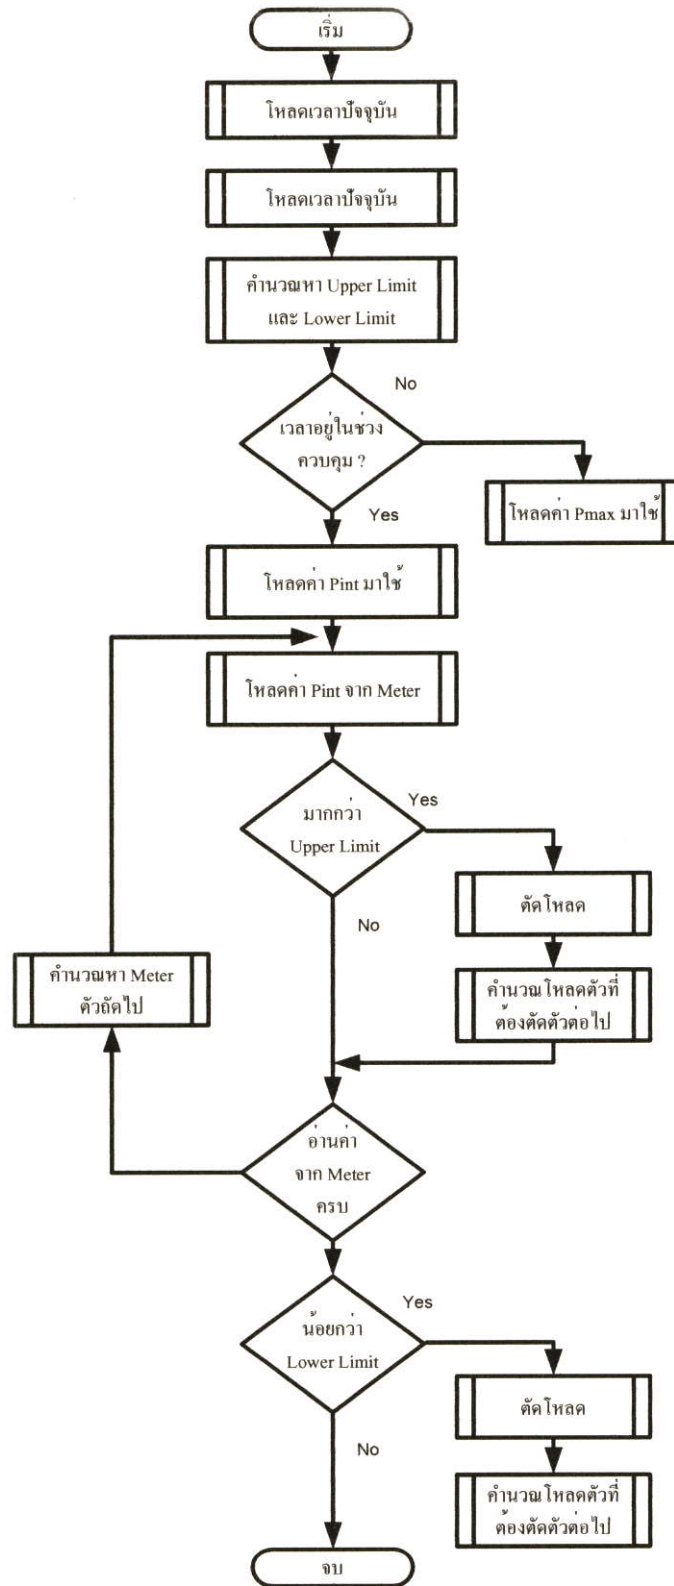 เริ่ม
โหลดเวลาปัจจุบัน
โหลดเวลาปัจจุบัน
คำนวณหา Upper Limit
และ Lower Limit
No
เวลาอยู่ในช่วง
ควบคุม ?
Yes
โหลดค่า Pmax มาใช้
โหลดค่า Pint มาใช้
โหลดค่า Pint จาก Meter
Yes
มากกว่า
Upper Limit
No
ตัดโหลด
คำนวณหา Meter
ตัวถัดไป
คำนวณโหลดตัวที่
ต้องตัดตัวต่อไป
อ่านค่า
จาก Meter
ครบ
Yes
น้อยกว่า
Lower Limit
ตัดโหลด
No
คำนวณโหลดตัวที่
ต้องตัดตัวต่อไป
จบ